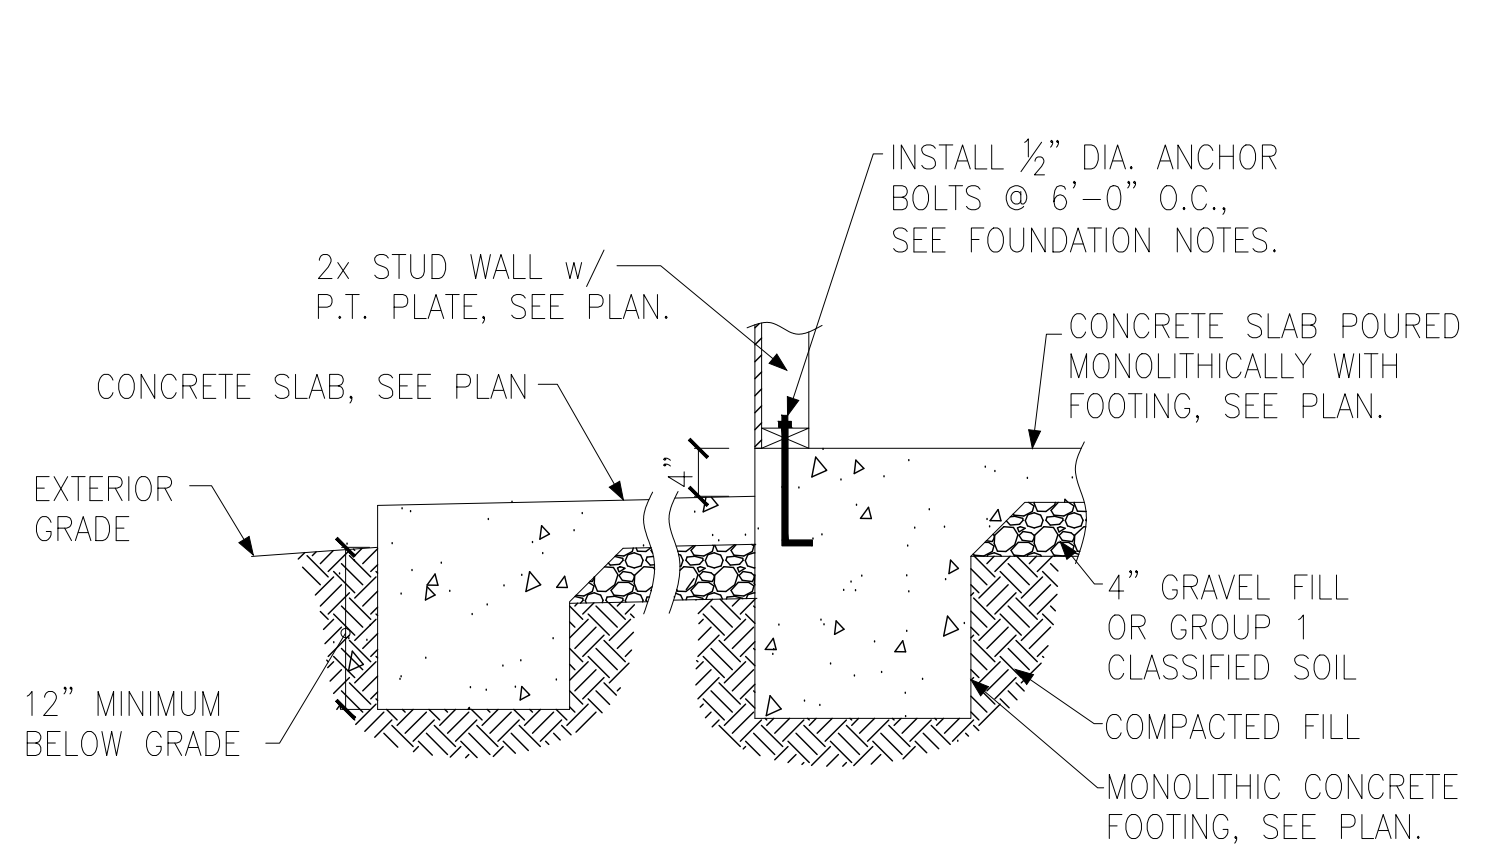 INSTALL ½" DIA. ANCHOR
BOLTS @ 6'-0" O.C.,
SEE FOUNDATION NOTES.
2x STUD WALL w/
P.T. PLATE, SEE PLAN.
CONCRETE SLAB POURED
MONOLITHICALLY WITH
FOOTING, SEE PLAN.
CONCRETE SLAB, SEE PLAN
4"
EXTERIOR
GRADE
4" GRAVEL FILL
OR GROUP 1
CLASSIFIED SOIL
12" MINIMUM
BELOW GRADE
COMPACTED FILL
MONOLITHIC CONCRETE
FOOTING, SEE PLAN.